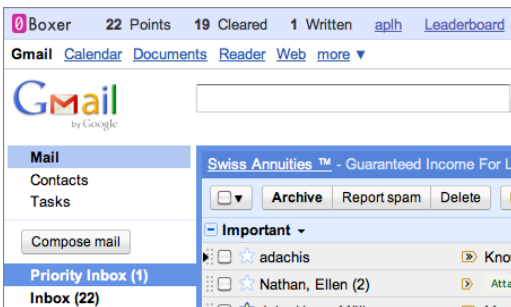 0Boxer 22 Points 19 Cleared 1 Written aplh Leaderboard
Gmail Calendar Documents Reader Web more ▼
Gmail
by Google
Mail
Swiss Annuities ™ - Guaranteed Income For L
Contacts
Tasks
Archive Report spam Delete
Compose mail
Important
adachis Kno
Priority Inbox (1)
Nathan, Ellen (2) Atta
Inbox (22)